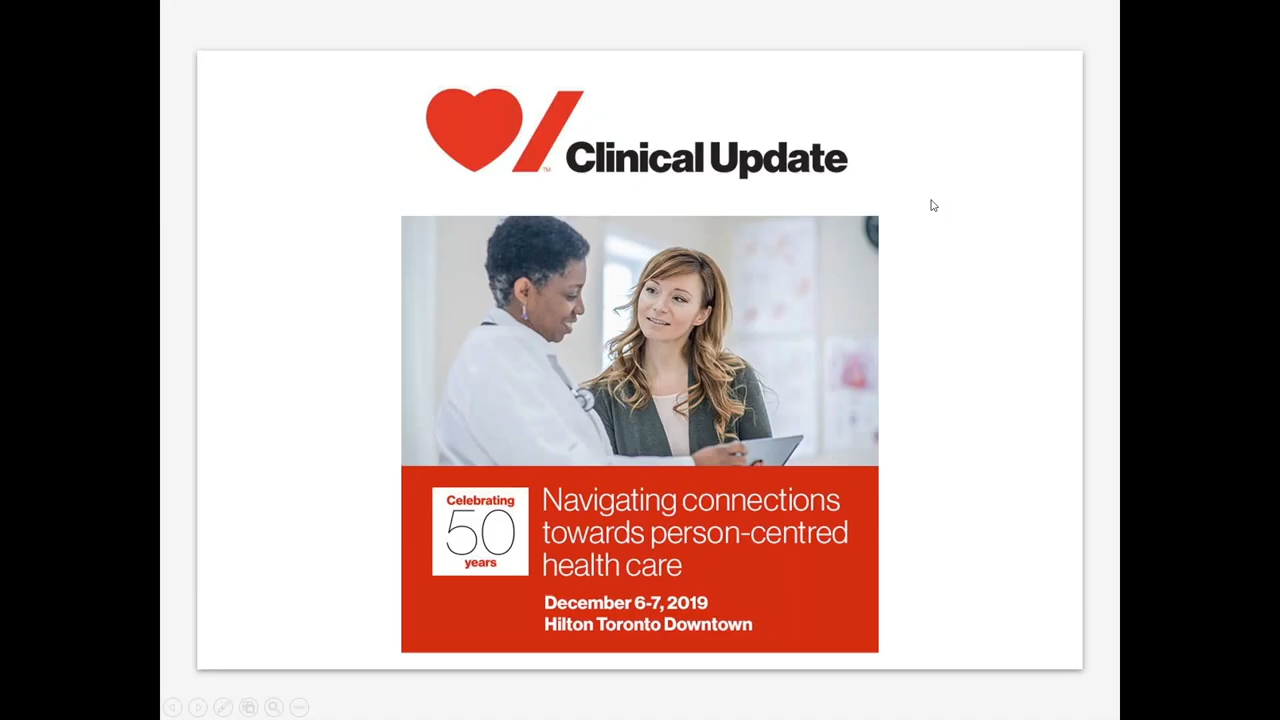 ™
Clinical Update
Celebrating
50
years
Navigating connections
towards person-centred
health care
December 6-7, 2019
Hilton Toronto Downtown